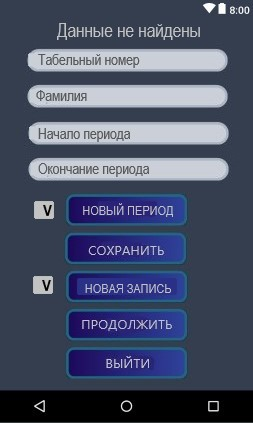 8:00
Данные не найдены
Табельный номер
Фамилия
Начало периода
Окончание периода
V НОВЫЙ ПЕРИОД
СОХРАНИТЬ
V НОВАЯ ЗАПИСЬ
ПРОДОЛЖИТЬ
ВЫЙТИ